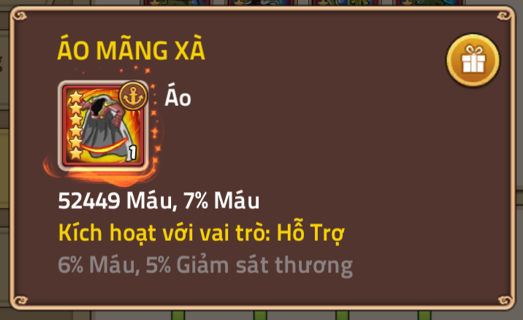 ÁO MÃNG XÀ
Áo
1
52449 Máu, 7% Máu
Kích hoạt với vai trò: Hỗ Trợ
6% Máu, 5% Giảm sát thương